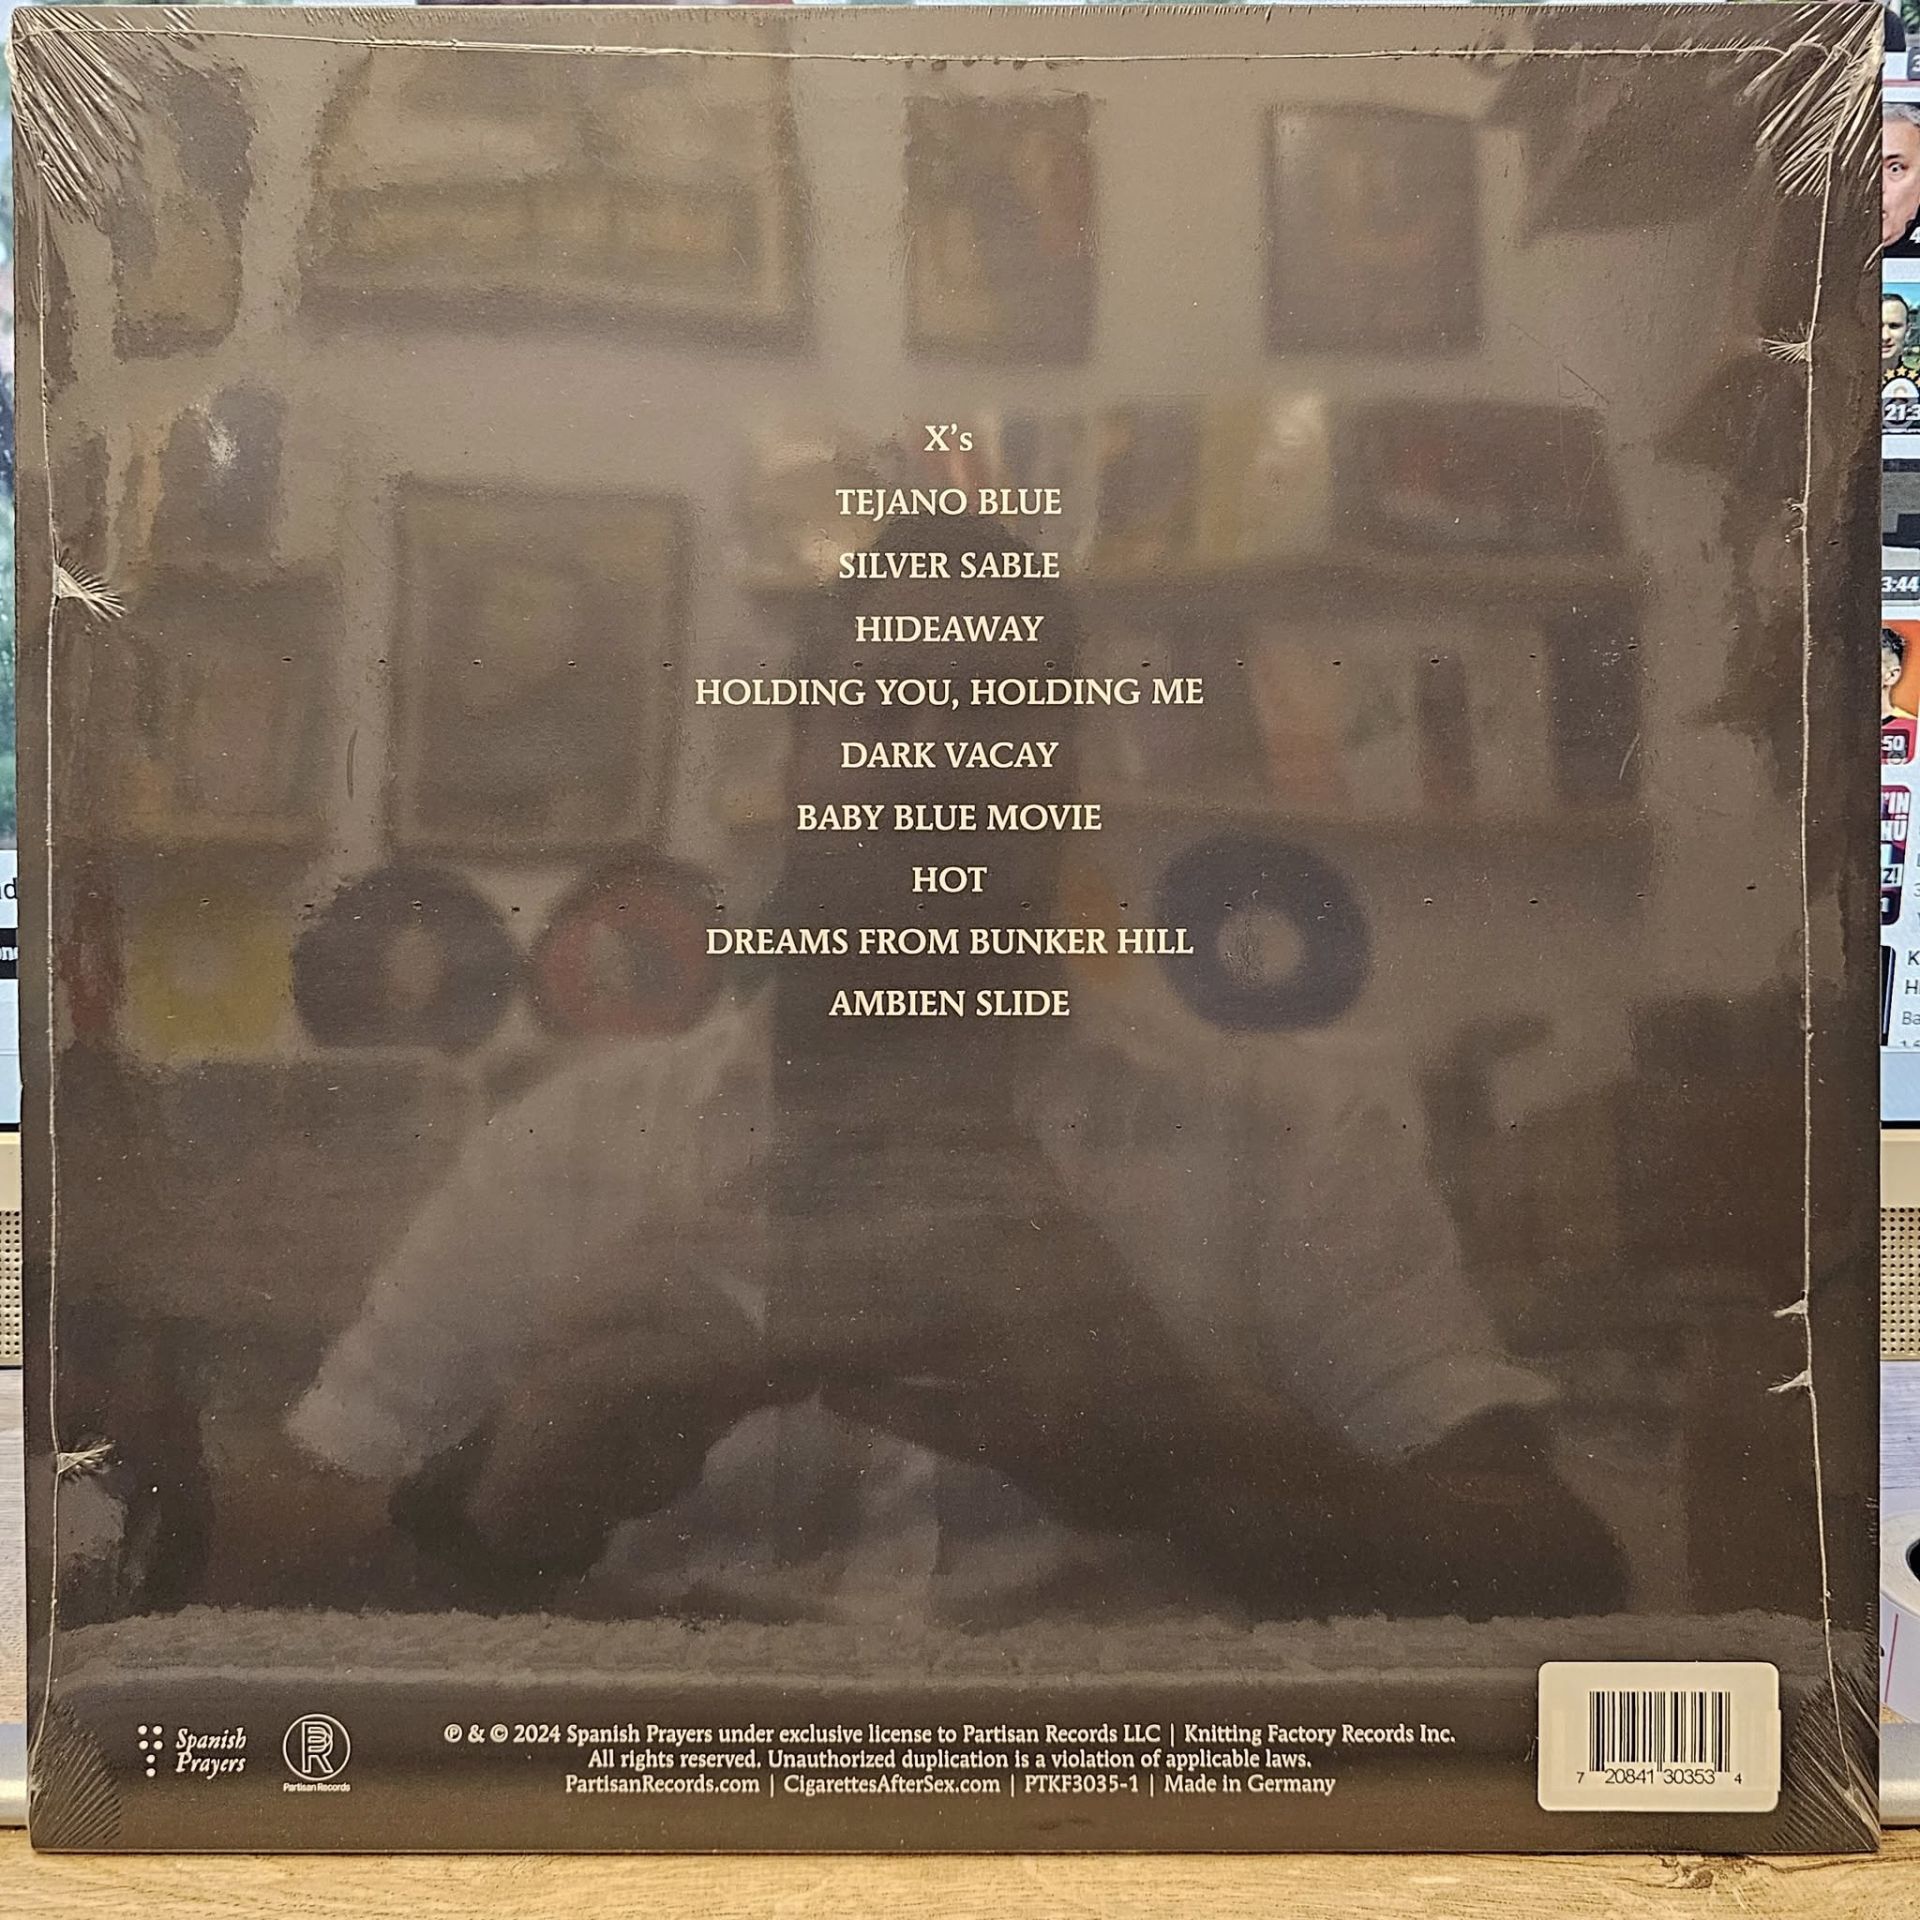 X's
TEJANO BLUE
SILVER SABLE
HIDEAWAY
HOLDING YOU, HOLDING ME
DARK VACAY
BABY BLUE MOVIE
HOT
DREAMS FROM BUNKER HILL
AMBIEN SLIDE
Spanish
Prayers
Partisan Records
℗ & © 2024 Spanish Prayers under exclusive license to Partisan Records LLC | Knitting Factory Records Inc.
All rights reserved. Unauthorized duplication is a violation of applicable laws.
PartisanRecords.com | CigarettesAfterSex.com | PTKF3035-1 | Made in Germany
7 20841 30353 4
3:44